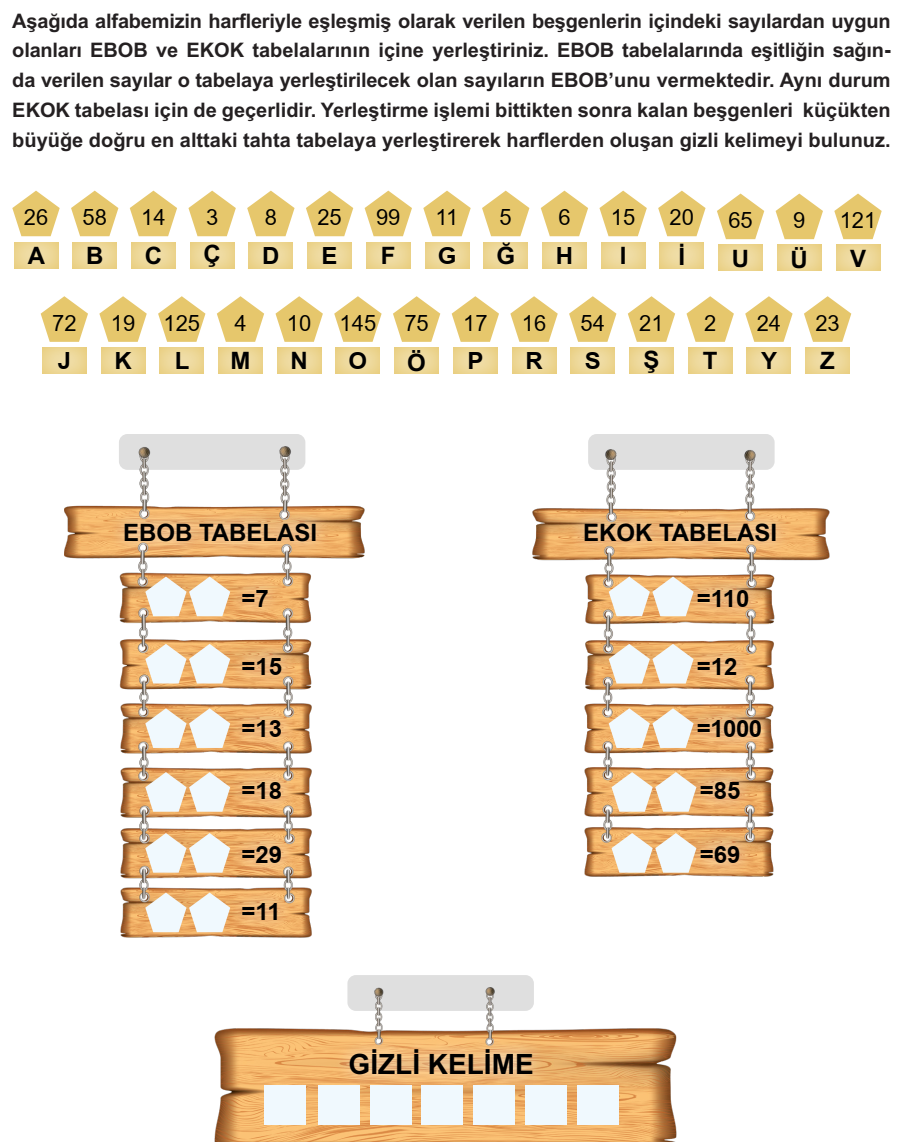 Aşağıda alfabemizin harfleriyle eşleşmiş olarak verilen beşgenlerin içindeki sayılardan uygun
olanları EBOB ve EKOK tabelalarının içine yerleştiriniz. EBOB tabelalarında eşitliğin sağın-
da verilen sayılar o tabelaya yerleştirilecek olan sayıların EBOB'unu vermektedir. Aynı durum
EKOK tabelası için de geçerlidir. Yerleştirme işlemi bittikten sonra kalan beşgenleri küçükten
büyüğe doğru en alttaki tahta tabelaya yerleştirerek harflerden oluşan gizli kelimeyi bulunuz.
26 58 14 3 8 25 99 11 5 6 15 20 65 9 121
A B C Ç D E F G Ğ H I İ U Ü V
72 19 125 4 10 145 75 17 16 54 21 2 24 23
J K L M N O Ö P R S Ş T Y Z
EBOB TABELASI
=7
=15
=13
=18
=29
=11
EKOK TABELASI
=110
=12
=1000
=85
=69
GİZLİ KELİME